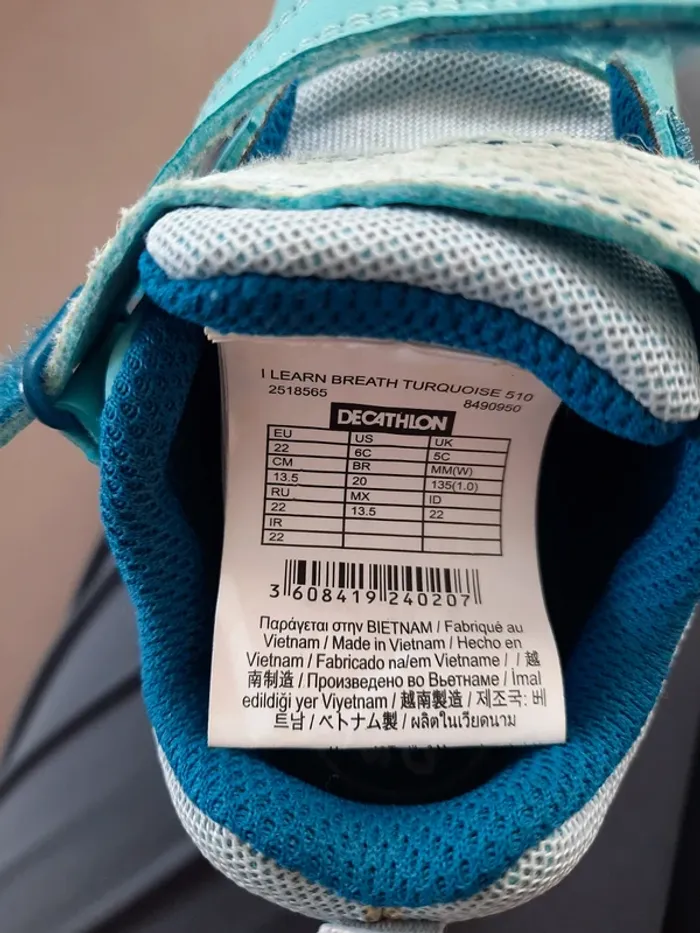 I LEARN BREATH TURQUOISE 510
2518565 8490950
DECATHLON
EU US UK
22 6C 5C
CM BR MM(W)
13.5 20 135(1.0)
RU MX ID
22 13.5 22
IR
22
3 608419 240207
Παράγεται στην ΒΙΕΤΝΑΜ / Fabriqué au
Vietnam / Made in Vietnam / Hecho en
Vietnam / Fabricado na/em Vietname / / 越
南制造 / Произведено во Вьетнаме / İmal
edildiği yer Viyetnam / 越南製造 / 제조국: 베
트남 / ベトナム製 / ผลิตในเวียดนาม